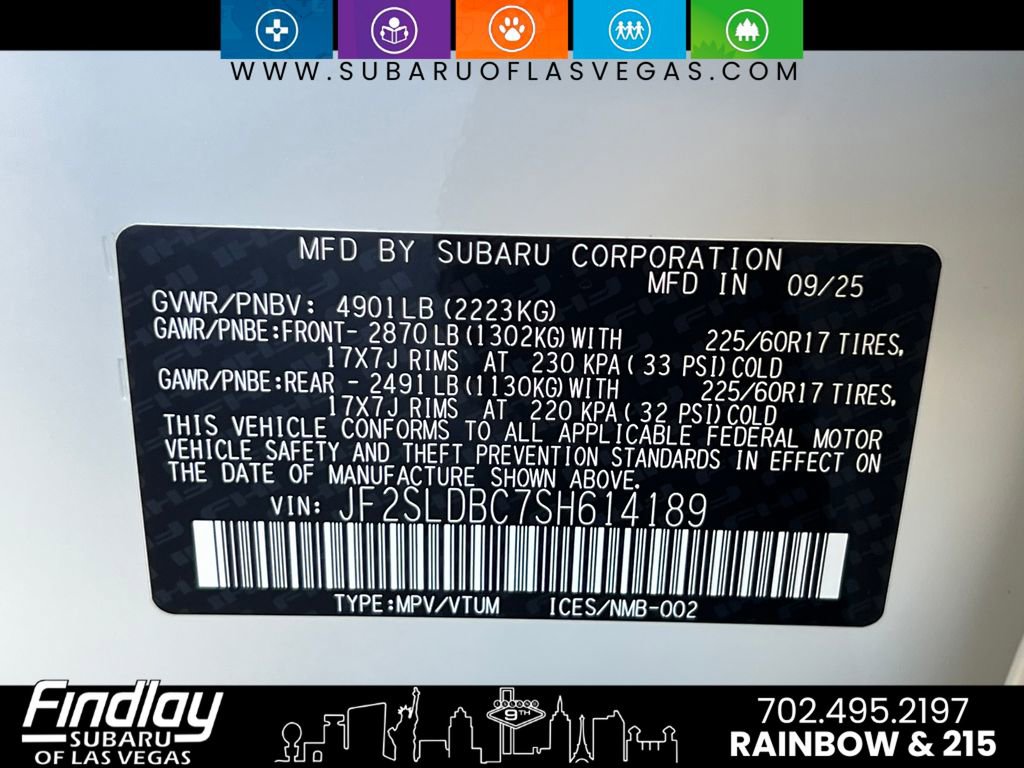 WWW.SUBARUOFLASVEGAS.COM
MFD BY SUBARU CORPORATION
MFD IN 09/25
GVWR/PNBV: 4901LB (2223KG)
GAWR/PNBE:FRONT- 2870 LB (1302KG) WITH 225/60R17 TIRES,
17X7J RIMS AT 230 KPA ( 33 PSI) COLD
GAWR/PNBE:REAR - 2491 LB (1130KG) WITH 225/60R17 TIRES,
17X7J RIMS AT 220 KPA ( 32 PSI) COLD
THIS VEHICLE CONFORMS TO ALL APPLICABLE FEDERAL MOTOR
VEHICLE SAFETY AND THEFT PREVENTION STANDARDS IN EFFECT ON
THE DATE OF MANUFACTURE SHOWN ABOVE.
VIN: JF2SLDBC7SH614189
TYPE:MPV/VTUM ICES/NMB-002
Findlay
SUBARU
OF LAS VEGAS
9TH
702.495.2197
RAINBOW & 215